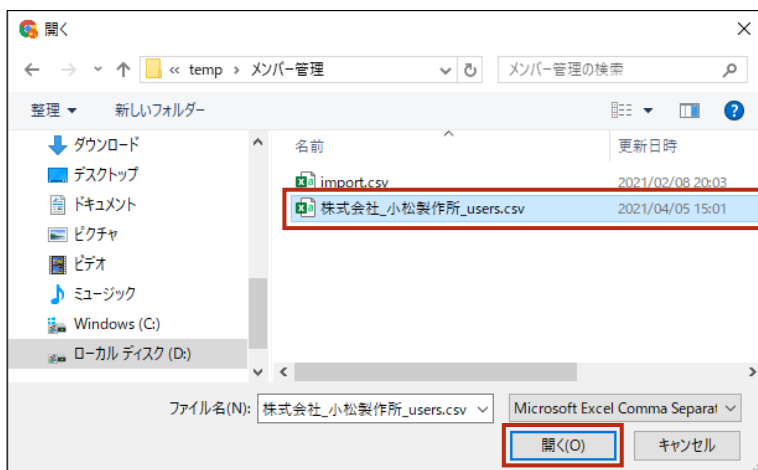 開く
« temp › メンバー管理
メンバー管理の検索
整理 新しいフォルダー
名前 更新日時
ダウンロード
デスクトップ
ドキュメント
ピクチャ
ビデオ
ミュージック
Windows (C:)
ローカル ディスク (D:)
import.csv 2021/02/08 20:03
株式会社_小松製作所_users.csv 2021/04/05 15:01
ファイル名(N): 株式会社_小松製作所_users.csv Microsoft Excel Comma Separat
開く(O) キャンセル